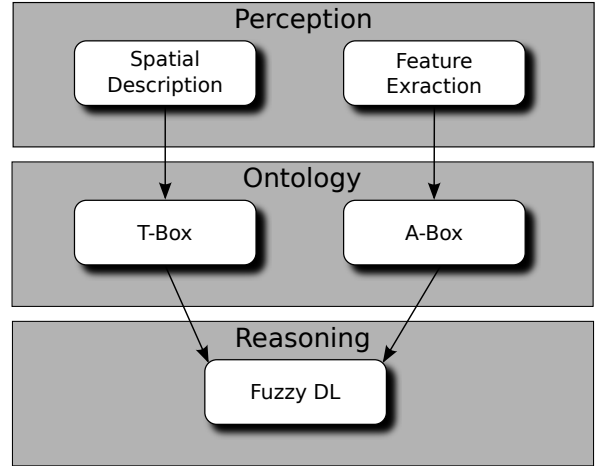 Perception
Spatial
Description
Feature
Exraction
Ontology
T-Box
A-Box
Reasoning
Fuzzy DL